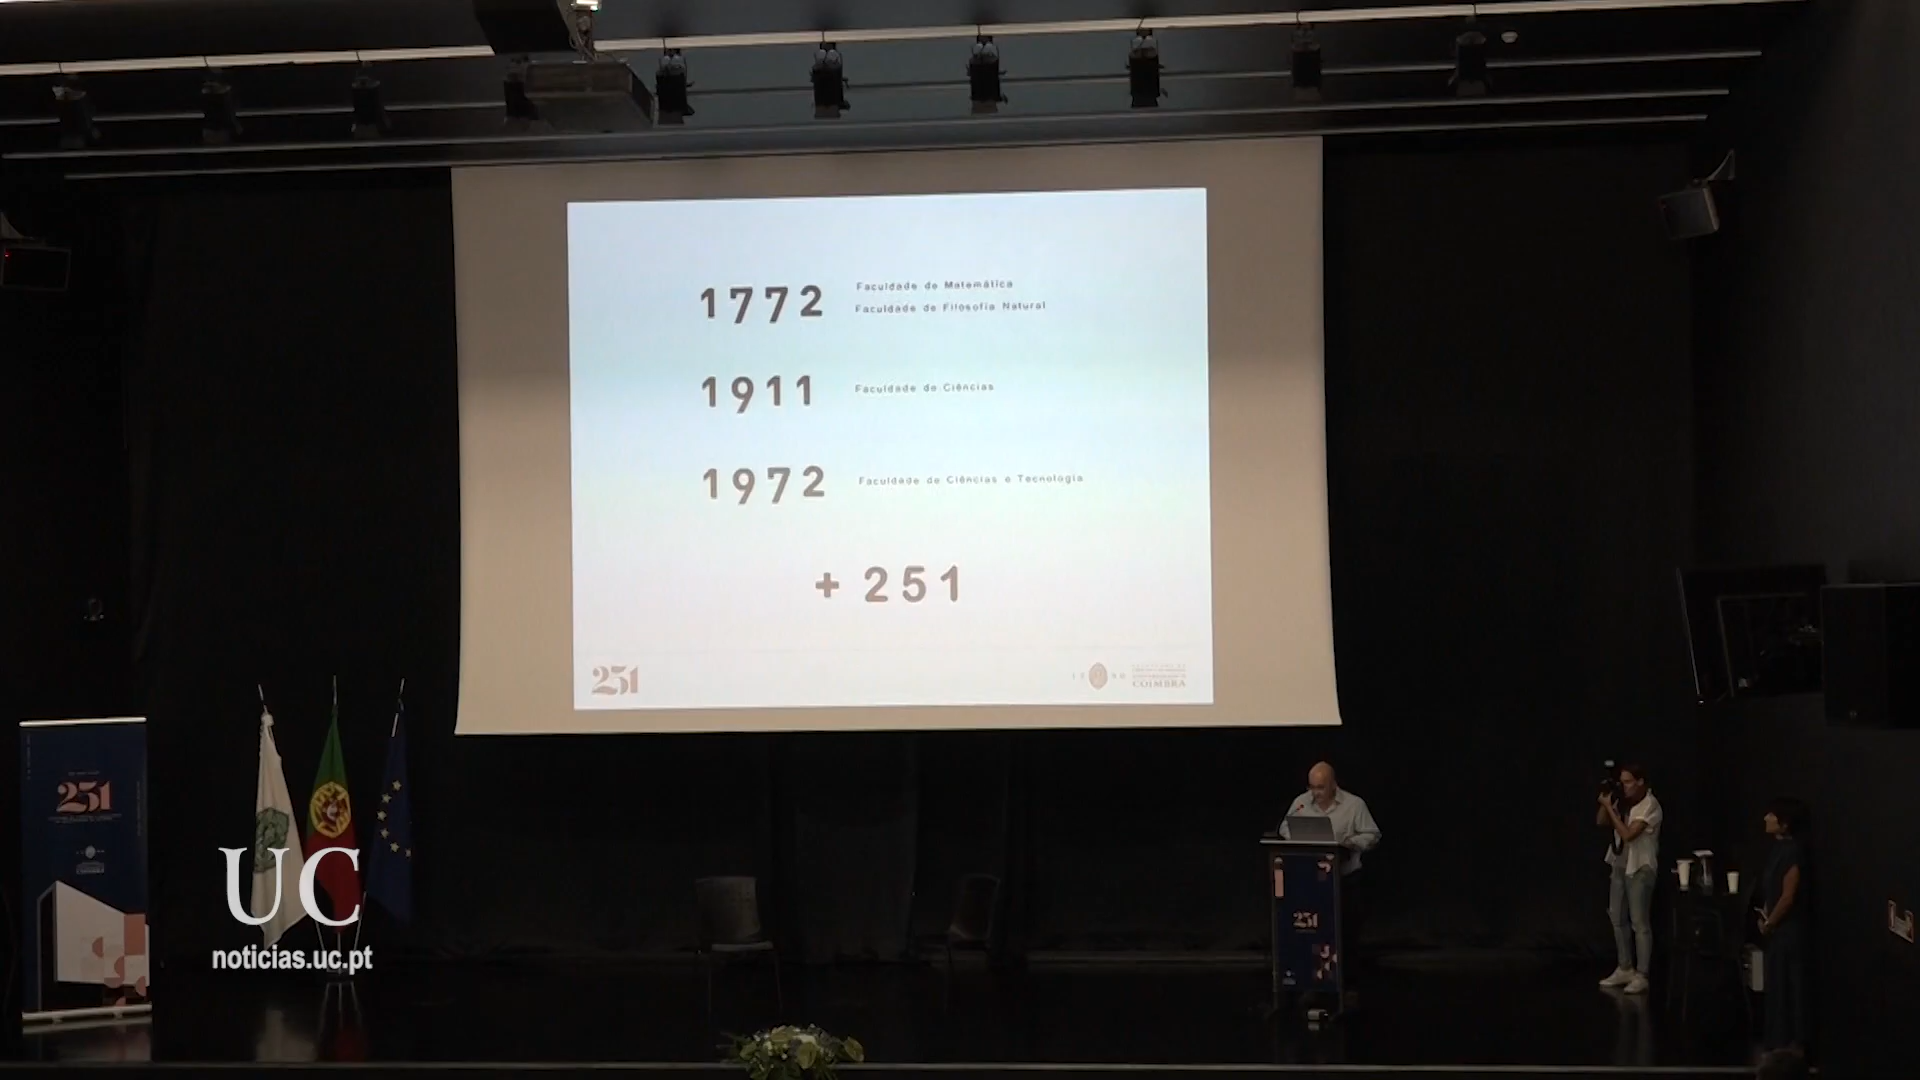 1772
Faculdade de Matemática
Faculdade de Filosofia Natural
1911
Faculdade de Ciências
1972
Faculdade de Ciências e Tecnologia
+ 251
251
COIMBRA
251
251
UC
noticias.uc.pt